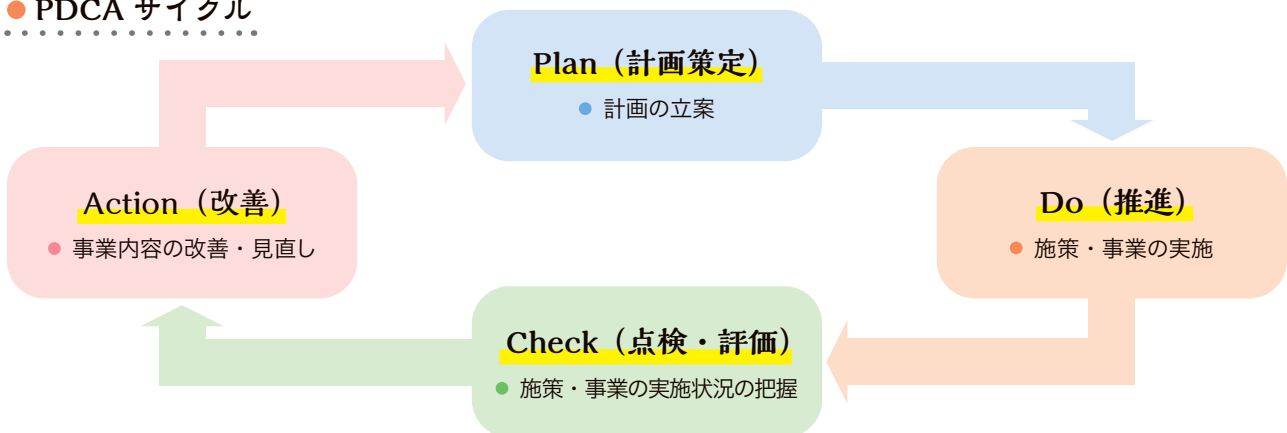 ● PDCA サイクル
Plan（計画策定）
● 計画の立案
Do（推進）
● 施策・事業の実施
Check（点検・評価）
● 施策・事業の実施状況の把握
Action（改善）
● 事業内容の改善・見直し